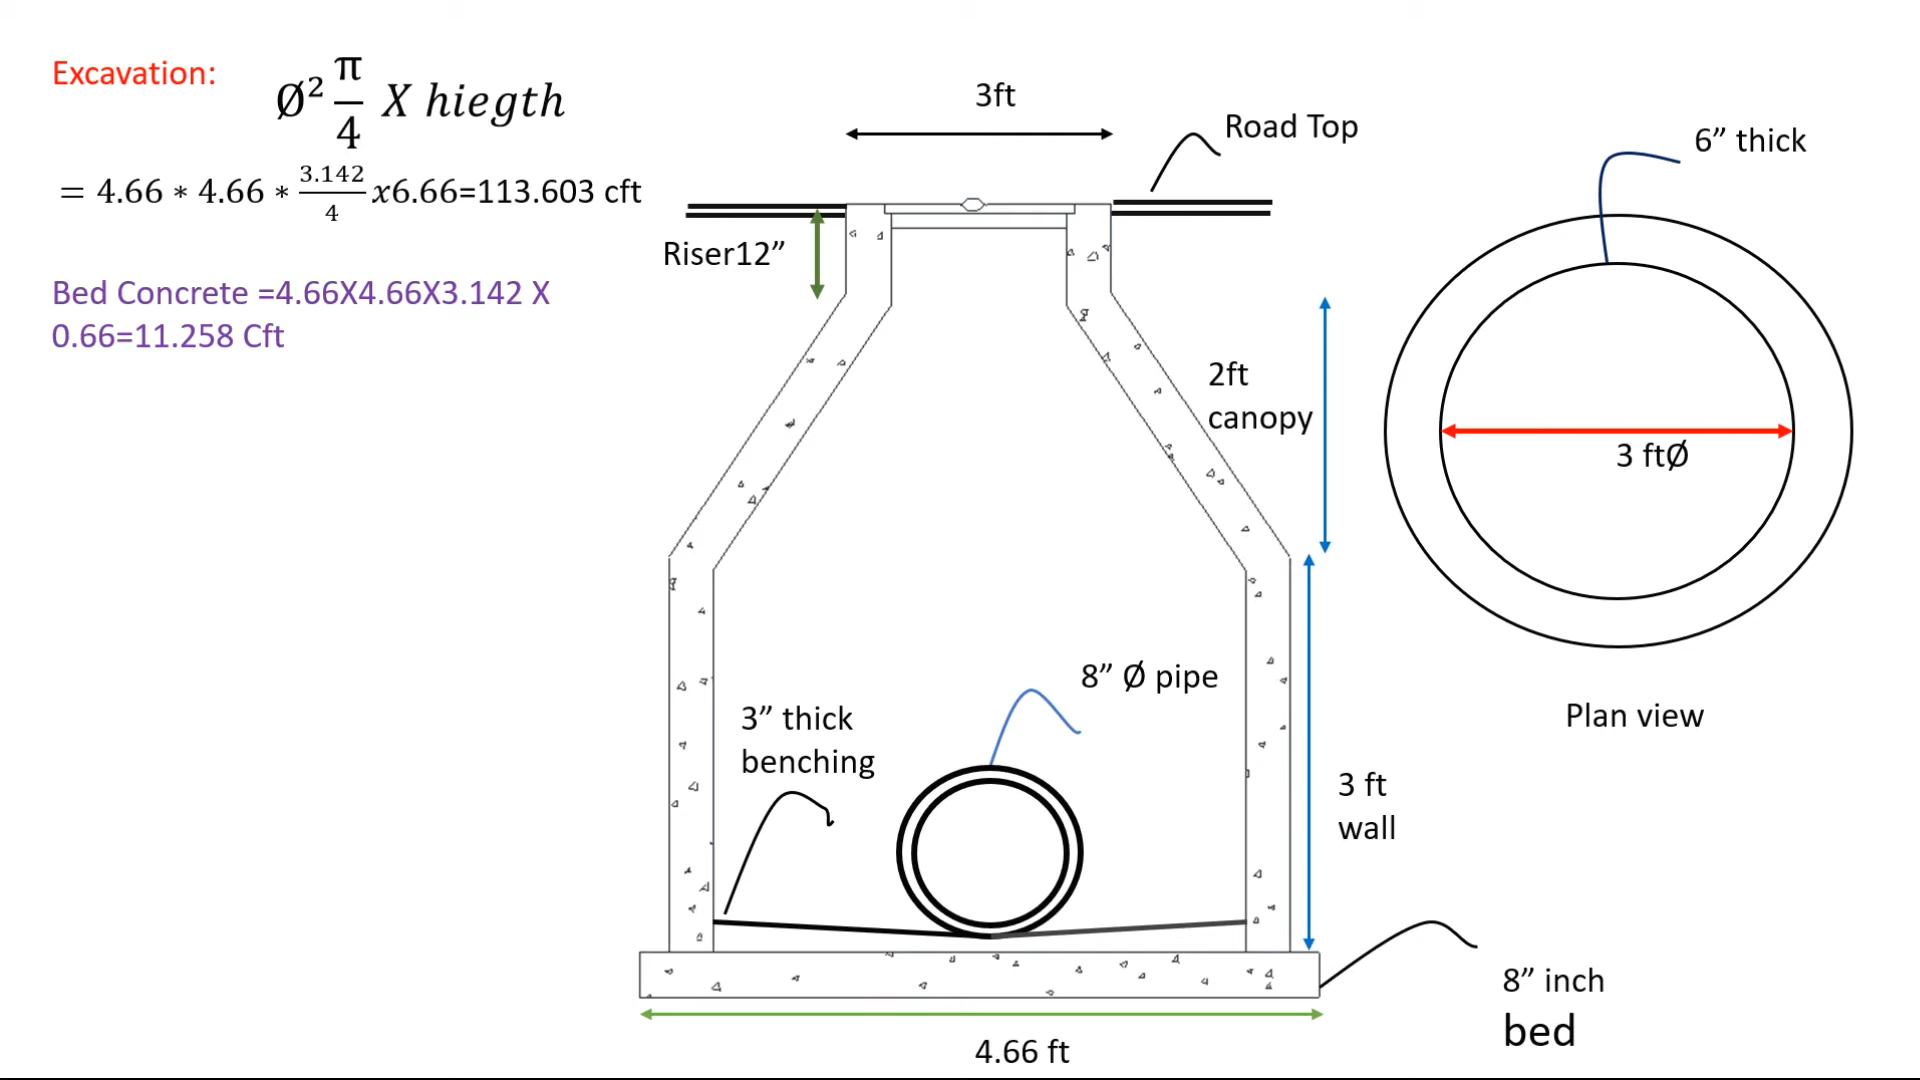 Excavation:
Ø² π/4 X hiegth
= 4.66 * 4.66 * 3.142/4 x6.66=113.603 cft
Bed Concrete =4.66X4.66X3.142 X
0.66=11.258 Cft
3ft
Road Top
6” thick
Riser12”
2ft
canopy
3 ftØ
8” Ø pipe
3” thick
benching
Plan view
3 ft
wall
8” inch
bed
4.66 ft